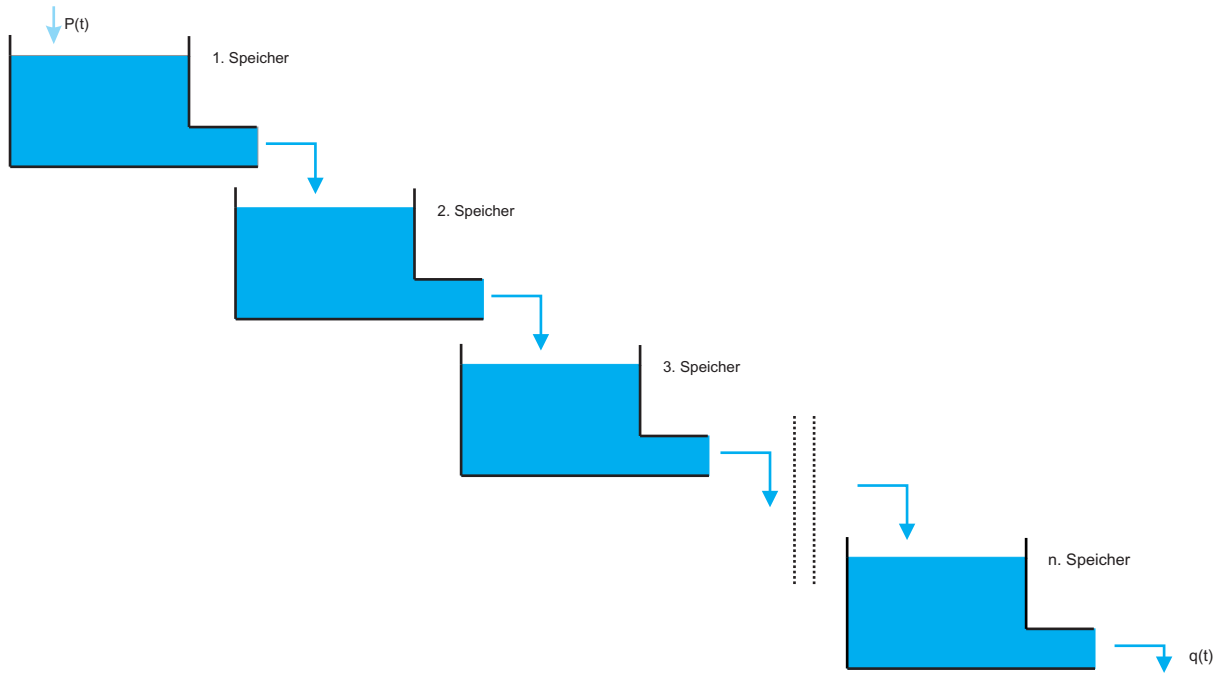 P(t)
1. Speicher
2. Speicher
3. Speicher
n. Speicher
q(t)